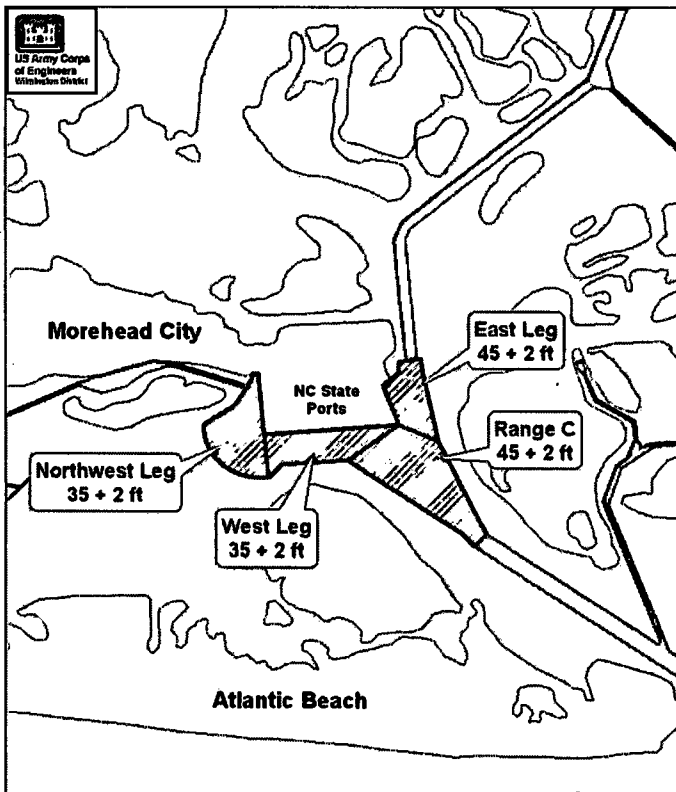 US Army Corps
of Engineers
Wilmington District
Morehead City
East Leg
45 + 2 ft
NC State
Ports
Range C
45 + 2 ft
Northwest Leg
35 + 2 ft
West Leg
35 + 2 ft
Atlantic Beach